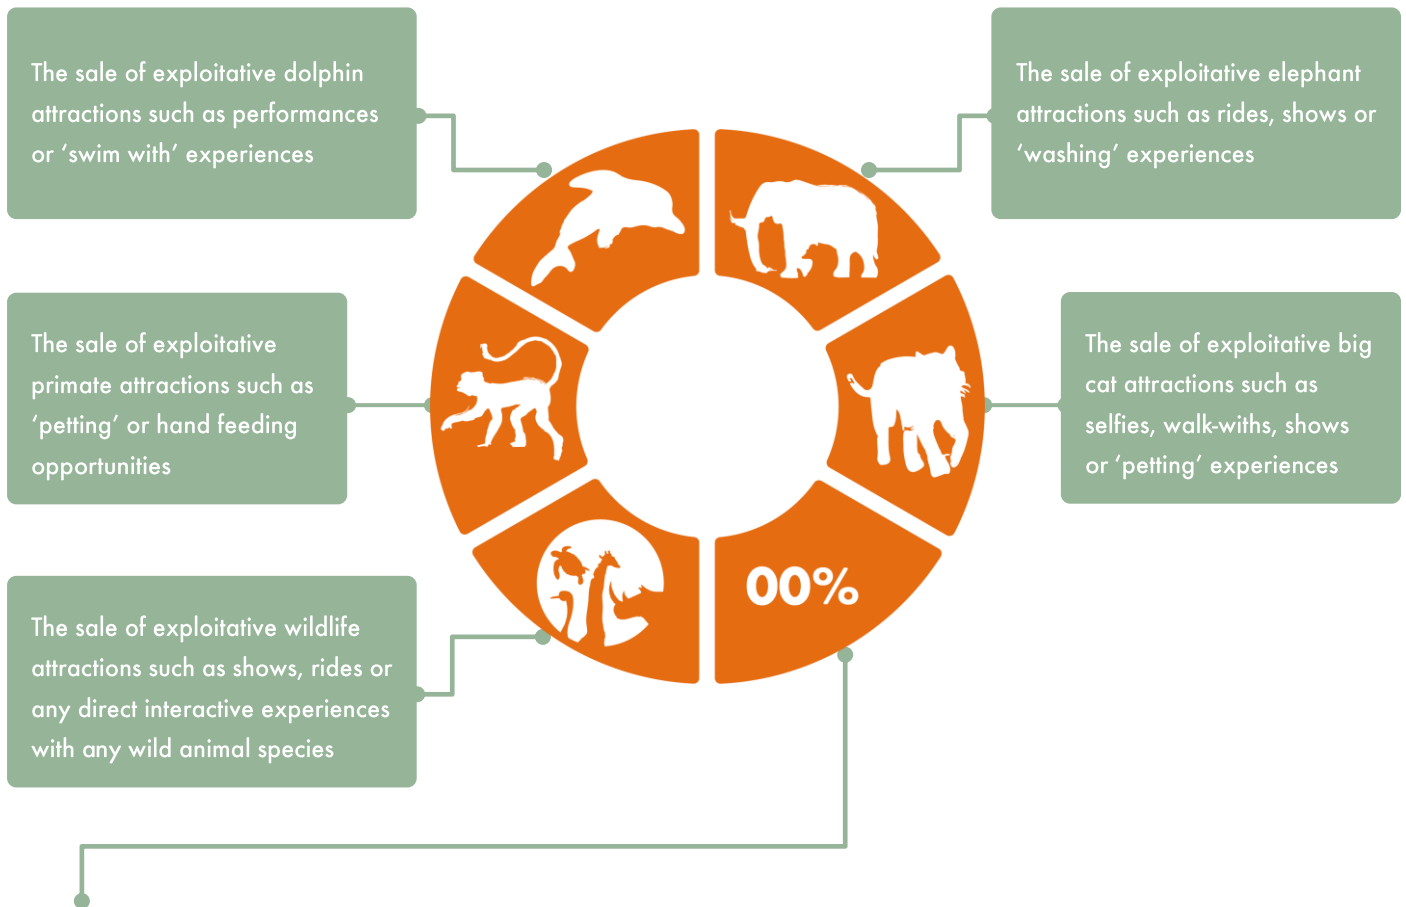 The sale of exploitative dolphin
attractions such as performances
or ‘swim with’ experiences
The sale of exploitative elephant
attractions such as rides, shows or
‘washing’ experiences
The sale of exploitative
primate attractions such as
‘petting’ or hand feeding
opportunities
The sale of exploitative big
cat attractions such as
selfies, walk-withs, shows
or ‘petting’ experiences
The sale of exploitative wildlife
attractions such as shows, rides or
any direct interactive experiences
with any wild animal species
00%